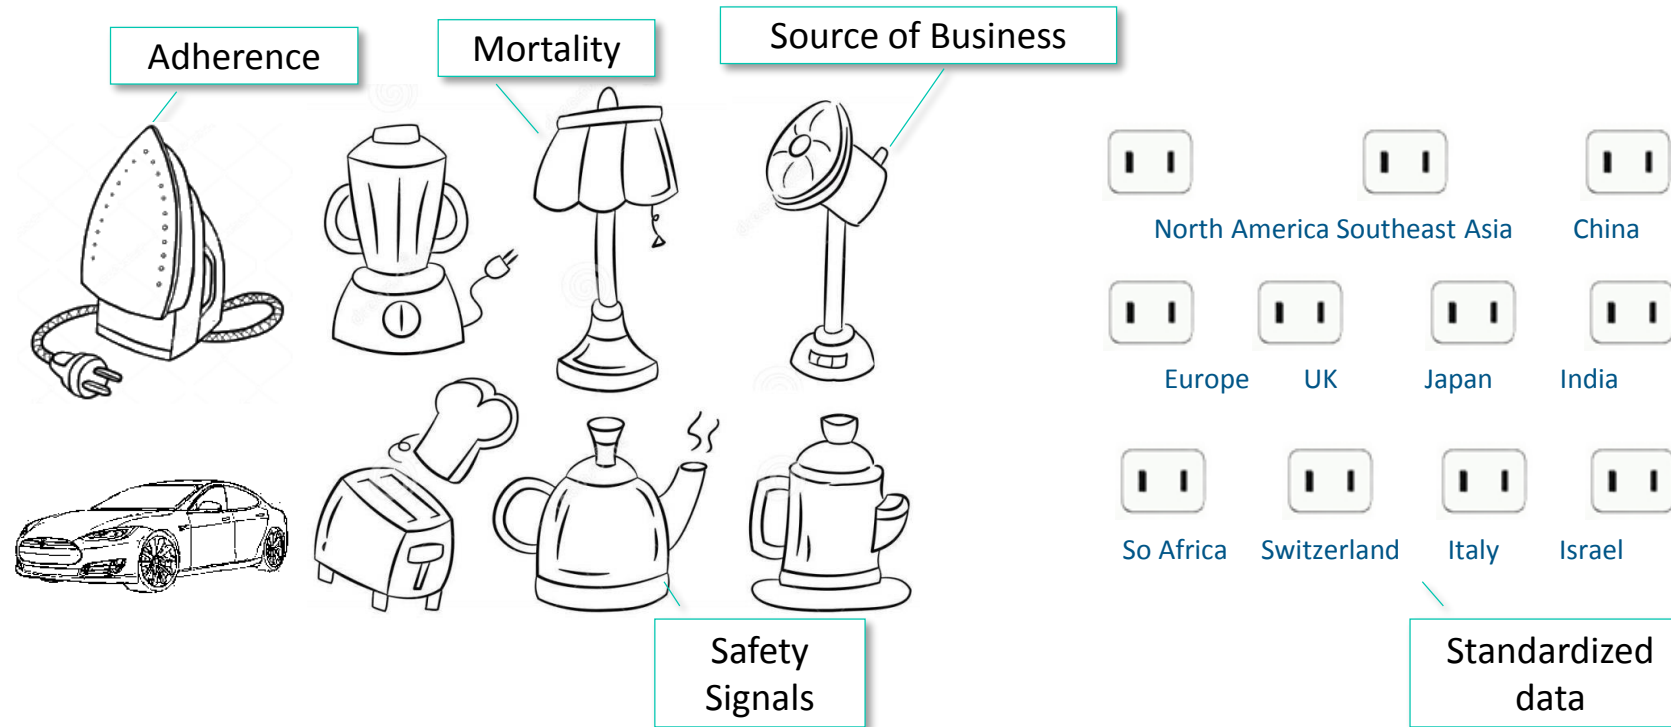 Adherence
Mortality
Source of Business
North America Southeast Asia China
Europe UK Japan India
So Africa Switzerland Italy Israel
Safety
Signals
Standardized
data